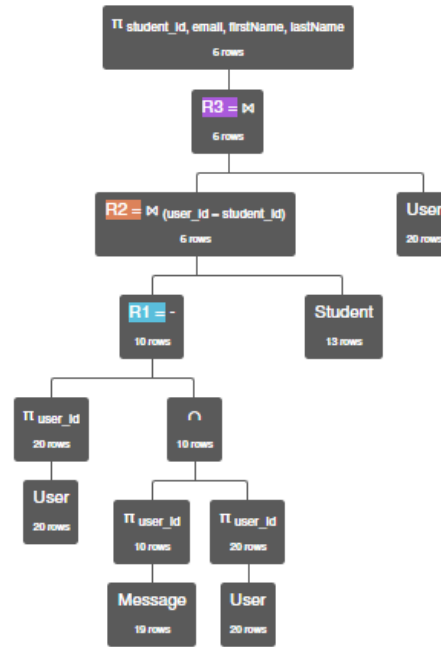 π student_id, email, firstName, lastName
6 rows
R3 = ⋈
6 rows
R2 = ⋈ (user_id = student_id)
6 rows
User
20 rows
R1 = -
10 rows
Student
13 rows
π user_id
20 rows
∩
10 rows
User
20 rows
π user_id
10 rows
π user_id
20 rows
Message
19 rows
User
20 rows